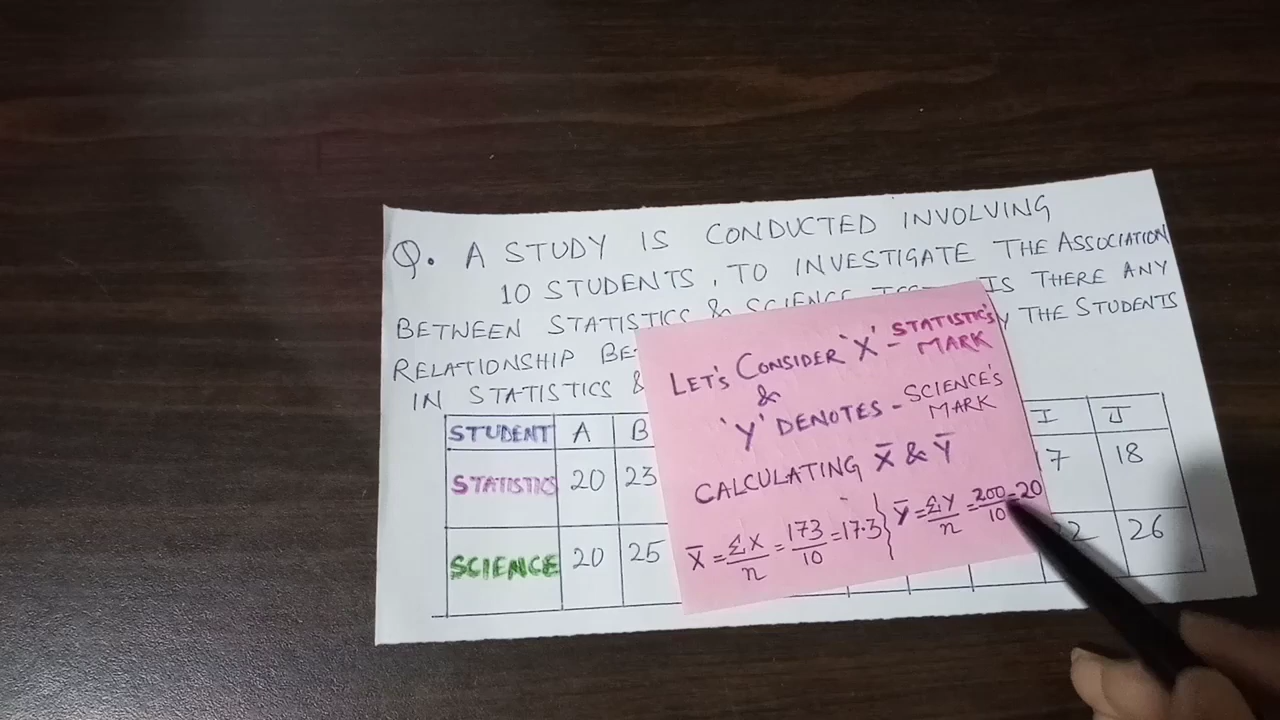 Q. A STUDY IS CONDUCTED INVOLVING
10 STUDENTS, TO INVESTIGATE THE ASSOCIATION
BETWEEN STATISTICS & SCIENCE IS THERE ANY
RELATIONSHIP THE STUDENTS
IN STATISTICS &
STUDENT A B I J
STATISTICS 20 23 18
SCIENCE 20 25 26
LET'S CONSIDER 'X' - STATISTIC'S MARK
&
'Y' DENOTES - SCIENCE'S MARK
CALCULATING X̄ & Ȳ
X̄ = ΣX/n = 173/10 = 17.3 } Ȳ = ΣY/n = 200/10 = 20